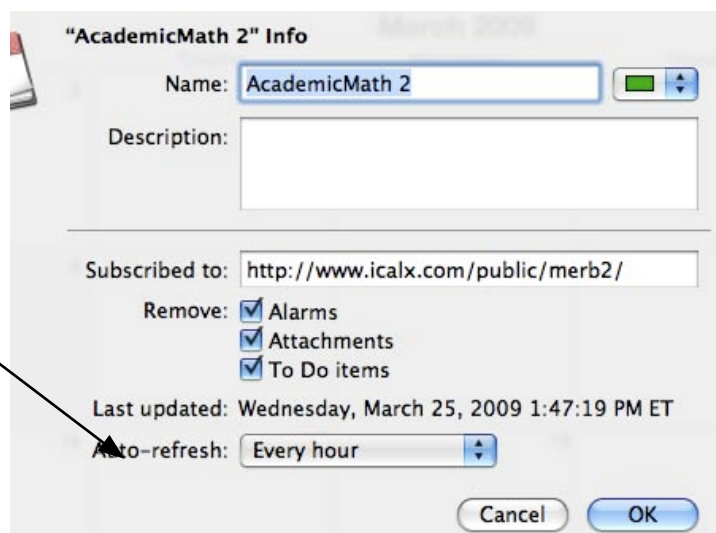 March 2009
"AcademicMath 2" Info
Name: AcademicMath 2
Description:
Subscribed to: http://www.icalx.com/public/merb2/
Remove: Alarms
Attachments
To Do items
Last updated: Wednesday, March 25, 2009 1:47:19 PM ET
Auto-refresh: Every hour
Cancel OK